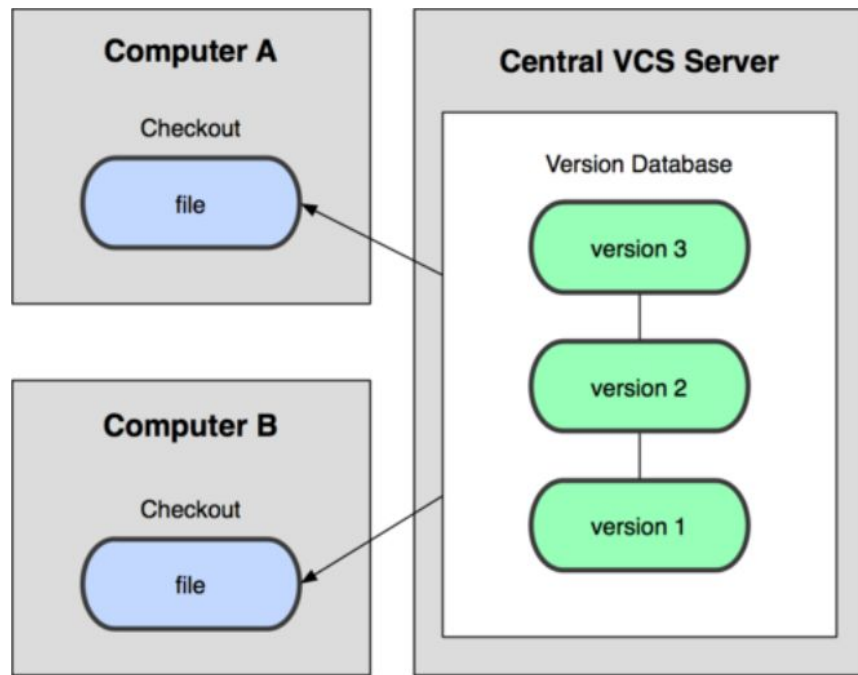 Computer A
Checkout
file
Computer B
Checkout
file
Central VCS Server
Version Database
version 3
version 2
version 1